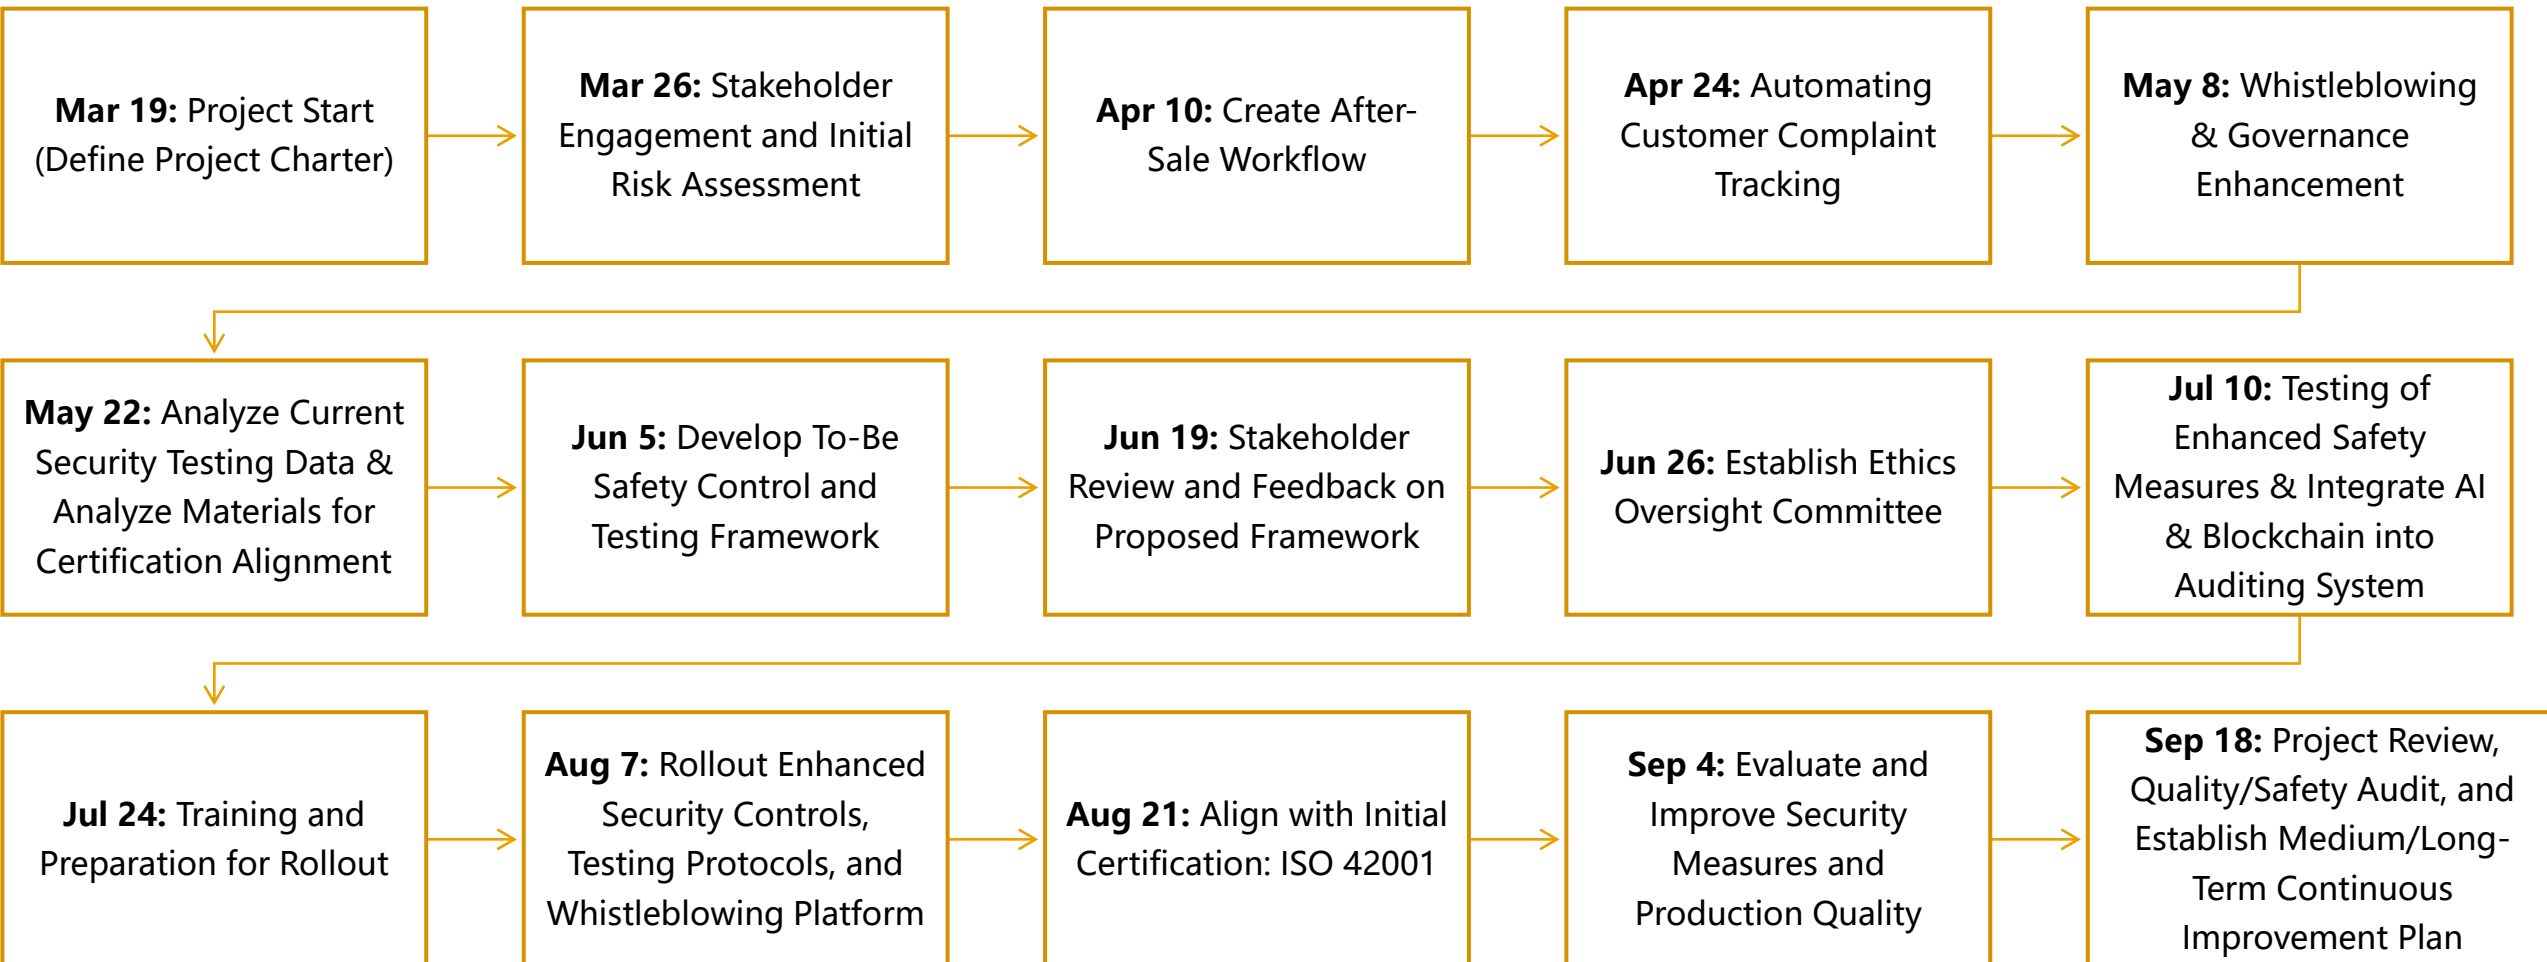 Mar 19: Project Start
(Define Project Charter)
Mar 26: Stakeholder
Engagement and Initial
Risk Assessment
Apr 10: Create After-
Sale Workflow
Apr 24: Automating
Customer Complaint
Tracking
May 8: Whistleblowing
& Governance
Enhancement
May 22: Analyze Current
Security Testing Data &
Analyze Materials for
Certification Alignment
Jun 5: Develop To-Be
Safety Control and
Testing Framework
Jun 19: Stakeholder
Review and Feedback on
Proposed Framework
Jun 26: Establish Ethics
Oversight Committee
Jul 10: Testing of
Enhanced Safety
Measures & Integrate AI
& Blockchain into
Auditing System
Jul 24: Training and
Preparation for Rollout
Aug 7: Rollout Enhanced
Security Controls,
Testing Protocols, and
Whistleblowing Platform
Aug 21: Align with Initial
Certification: ISO 42001
Sep 4: Evaluate and
Improve Security
Measures and
Production Quality
Sep 18: Project Review,
Quality/Safety Audit, and
Establish Medium/Long-
Term Continuous
Improvement Plan